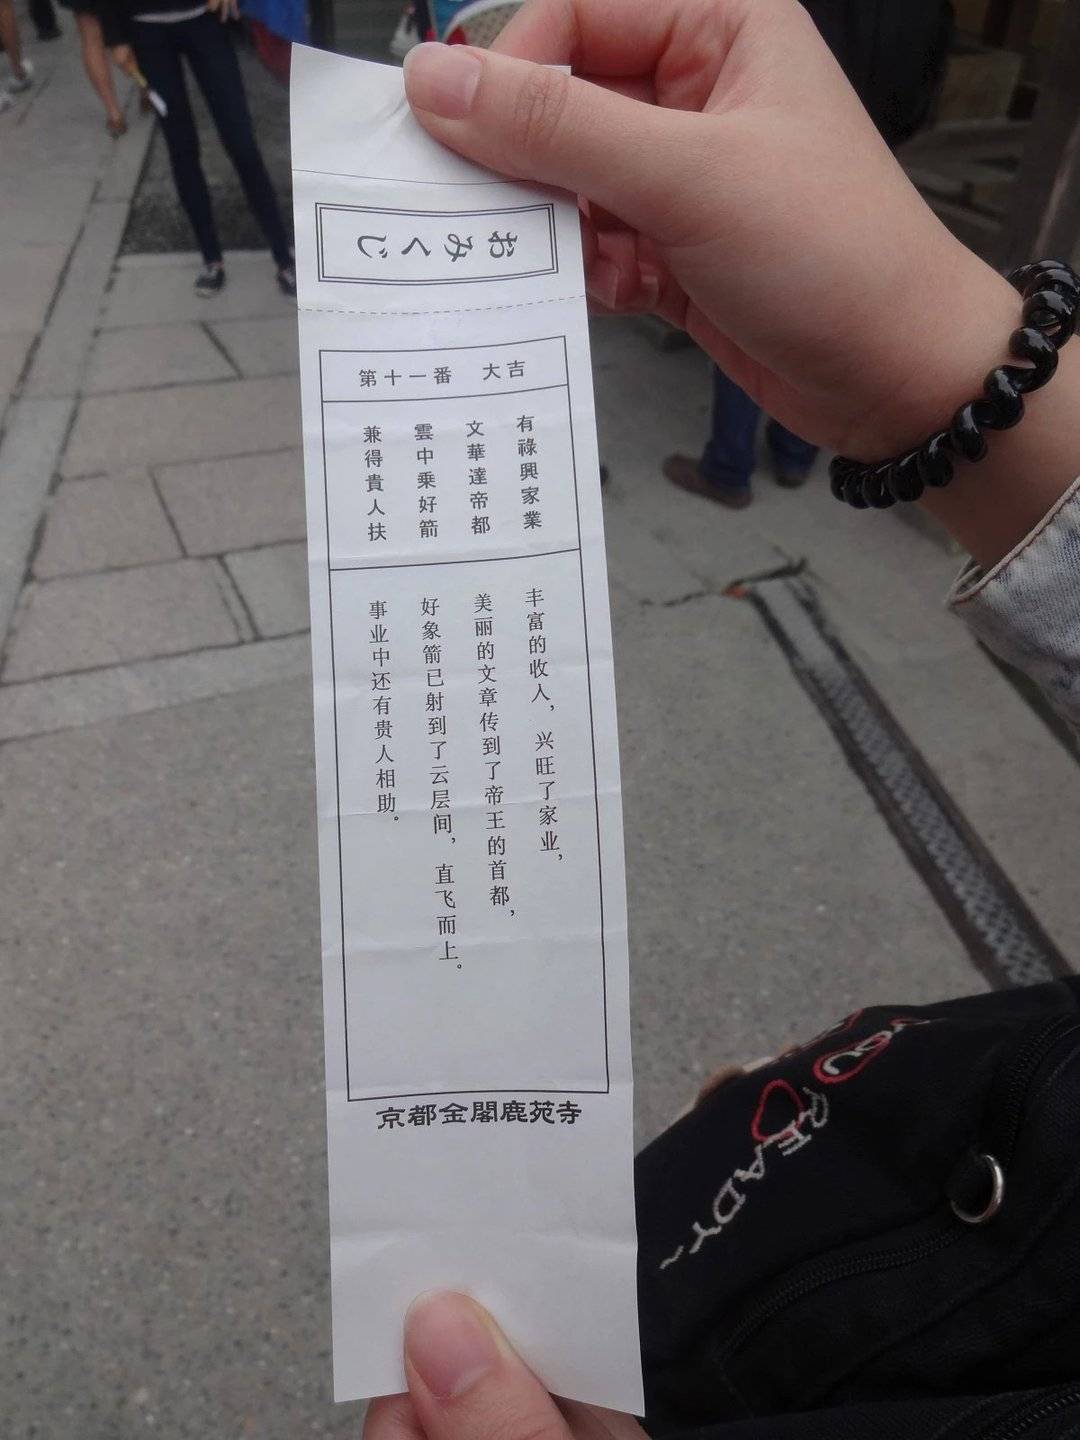 おみくじ
第十一番 大吉
有祿興家業
文華達帝都
雲中乗好箭
兼得貴人扶
丰富的收入，兴旺了家业，
美丽的文章传到了帝王的首都，
好象箭已射到了云层间，直飞而上。
事业中还有贵人相助。
京都金閣鹿苑寺
YOU
READY~